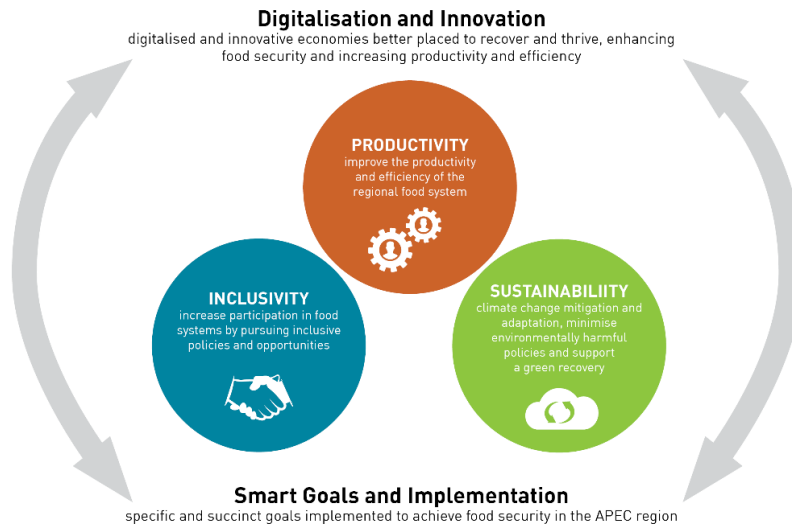 Digitalisation and Innovation
digitalised and innovative economies better placed to recover and thrive, enhancing
food security and increasing productivity and efficiency
PRODUCTIVITY
improve the productivity
and efficiency of the
regional food system
INCLUSIVITY
increase participation in food
systems by pursuing inclusive
policies and opportunities
SUSTAINABILIITY
climate change mitigation and
adaptation, minimise
environmentally harmful
policies and support
a green recovery
Smart Goals and Implementation
specific and succinct goals implemented to achieve food security in the APEC region